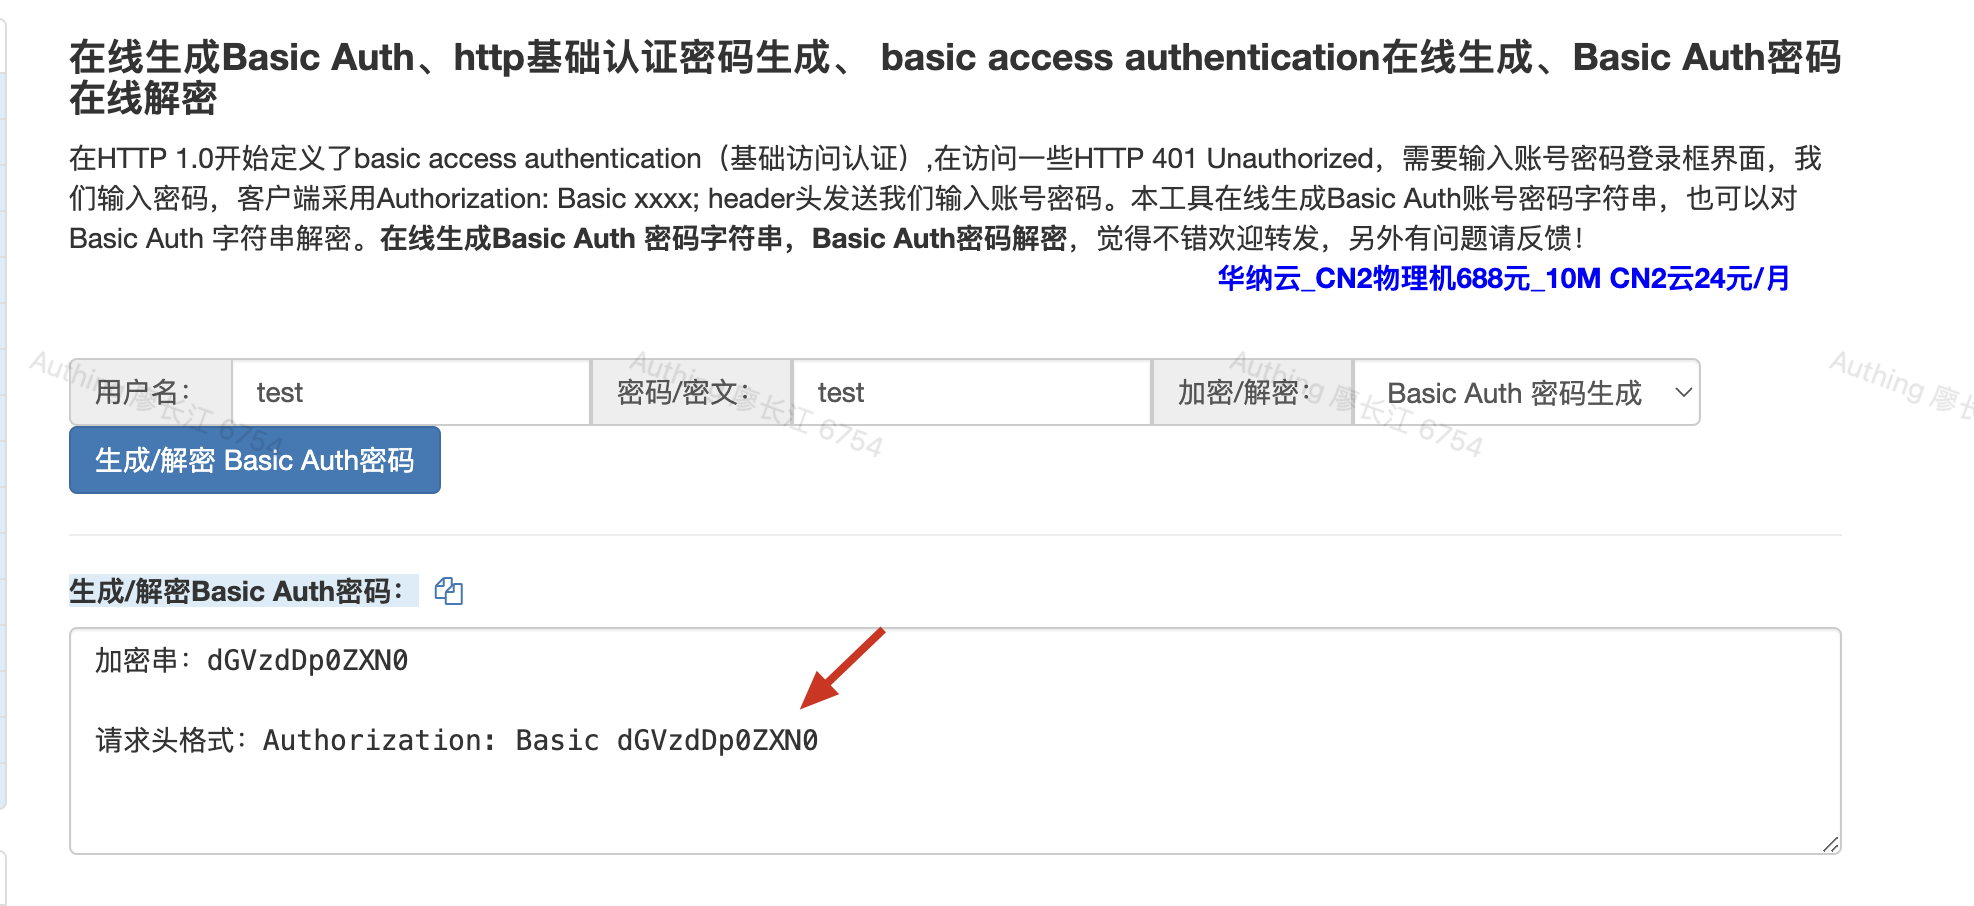 在线生成Basic Auth、http基础认证密码生成、 basic access authentication在线生成、Basic Auth密码
在线解密
在HTTP 1.0开始定义了basic access authentication（基础访问认证）,在访问一些HTTP 401 Unauthorized，需要输入账号密码登录框界面，我
们输入密码，客户端采用Authorization: Basic xxxx; header头发送我们输入账号密码。本工具在线生成Basic Auth账号密码字符串，也可以对
Basic Auth 字符串解密。在线生成Basic Auth 密码字符串，Basic Auth密码解密，觉得不错欢迎转发，另外有问题请反馈！
华纳云_CN2物理机688元_10M CN2云24元/月
用户名： test 密码/密文： test 加密/解密： Basic Auth 密码生成
Authing 廖长江 6754 Authing 廖长江 6754 Authing 廖长江 6754 Authing 廖长
生成/解密 Basic Auth密码
生成/解密Basic Auth密码：
加密串：dGVzdDp0ZXN0
请求头格式：Authorization: Basic dGVzdDp0ZXN0